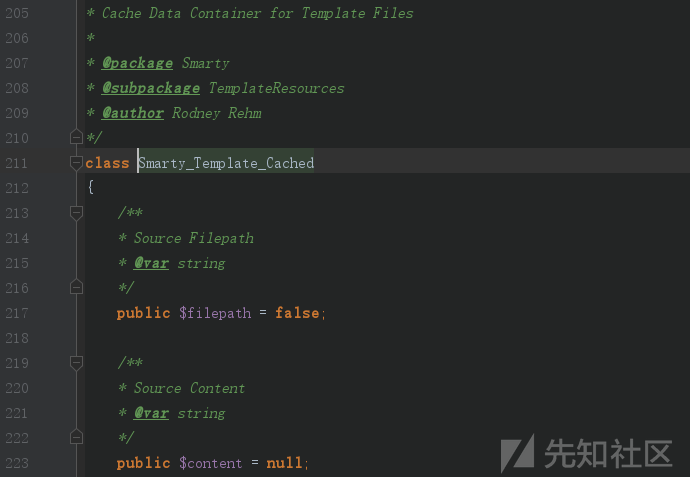 205 * Cache Data Container for Template Files
206 *
207 * @package Smarty
208 * @subpackage TemplateResources
209 * @author Rodney Rehm
210 */
211 class Smarty_Template_Cached
212 {
213 /**
214 * Source Filepath
215 * @var string
216 */
217 public $filepath = false;
218
219 /**
220 * Source Content
221 * @var string
222 */
223 public $content = null;
先知社区